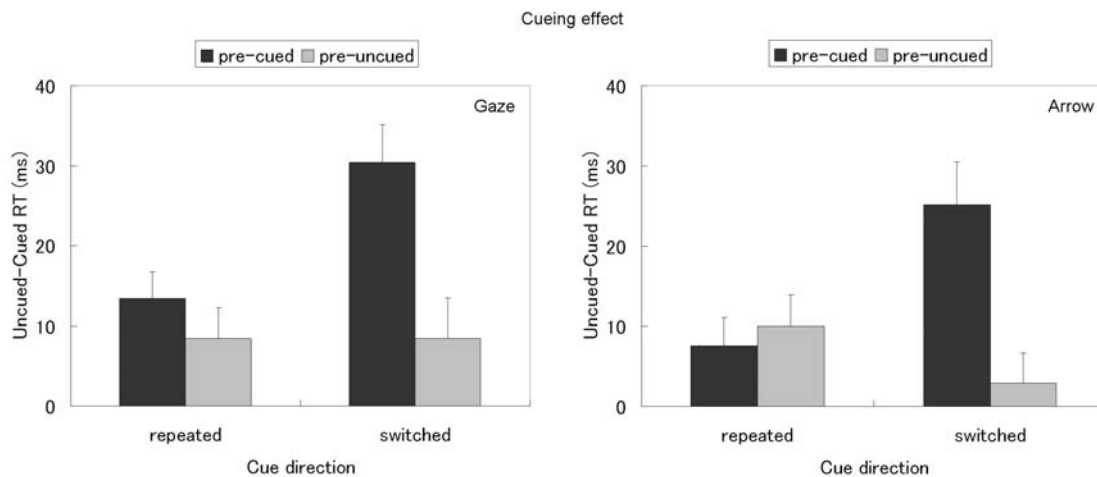 Cueing effect
pre-cued pre-uncued
Gaze
40
30
20
10
0
Uncued-Cued RT (ms)
repeated switched
Cue direction
pre-cued pre-uncued
Arrow
40
30
20
10
0
Uncued-Cued RT (ms)
repeated switched
Cue direction